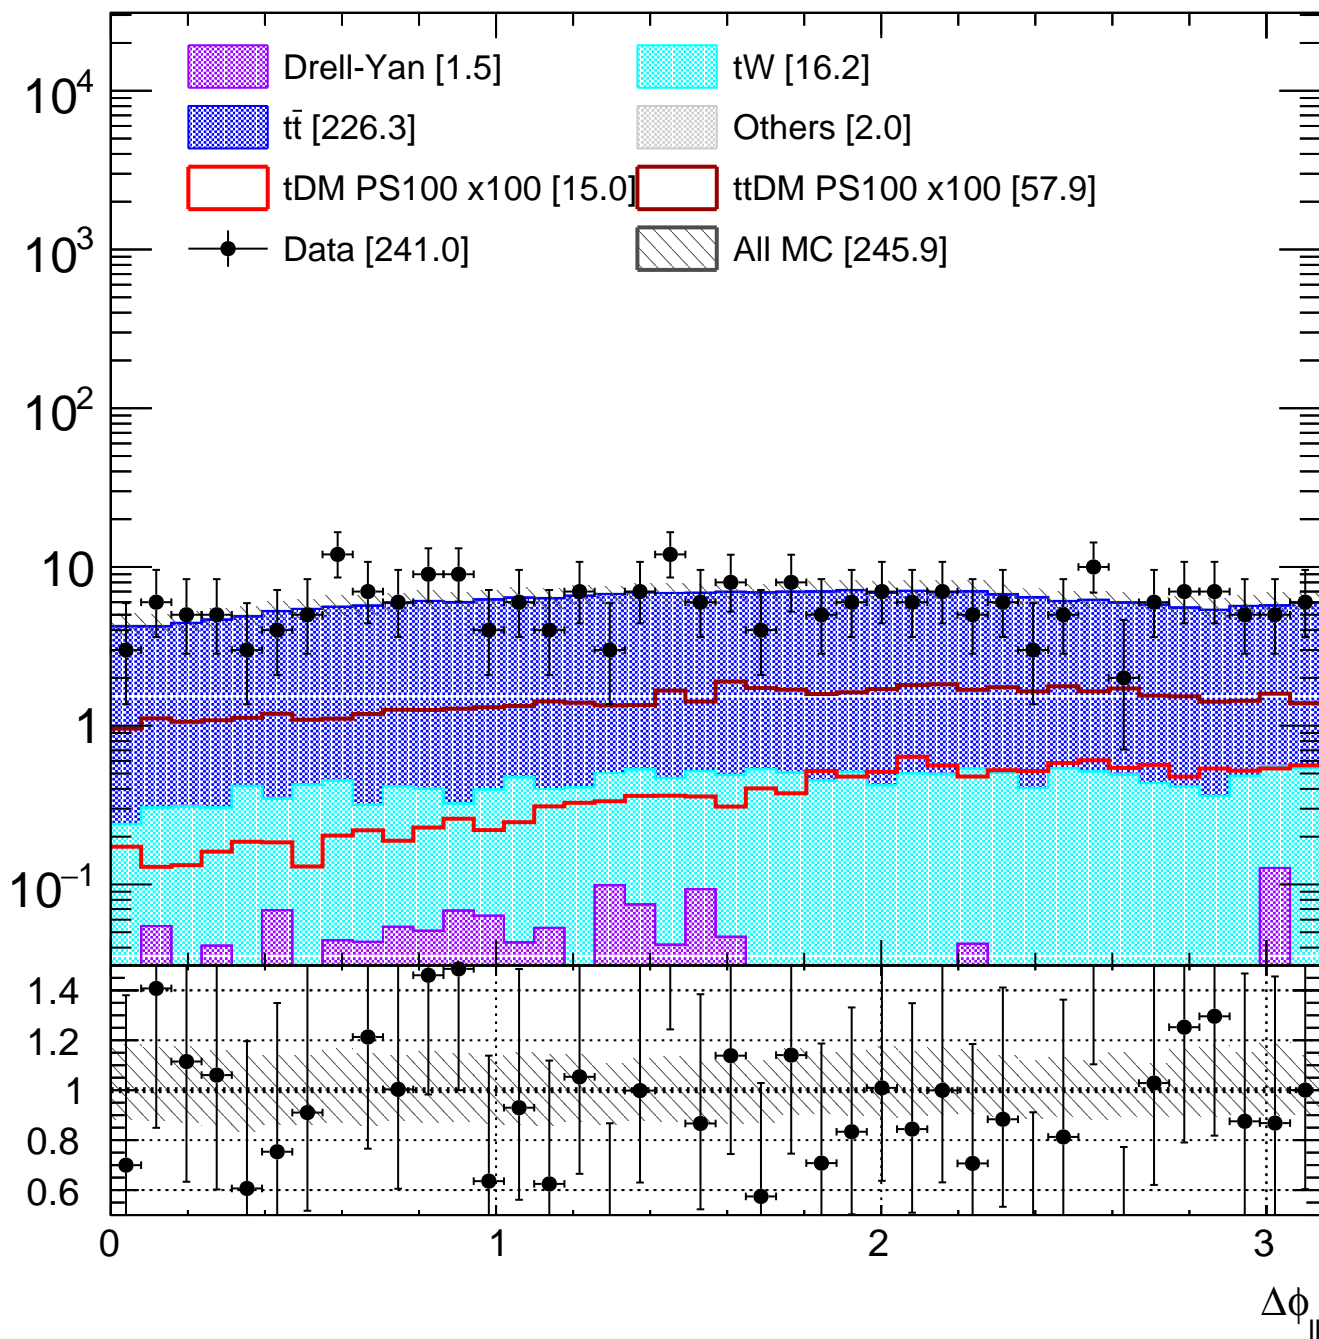 Drell-Yan [1.5] tW [16.2]
tt̄ [226.3] Others [2.0]
tDM PS100 x100 [15.0] ttDM PS100 x100 [57.9]
Data [241.0] All MC [245.9]
10⁴
10³
10²
10
1
10⁻¹
1.4
1.2
1
0.8
0.6
0 1 2 3
Δϕ_ll